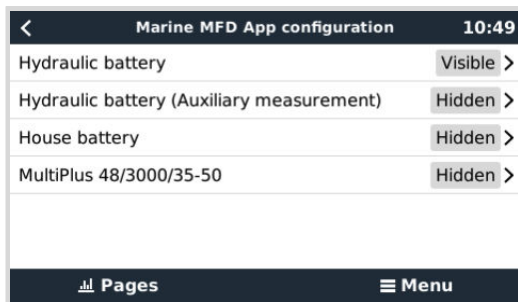 Marine MFD App configuration 10:49
Hydraulic battery Visible
Hydraulic battery (Auxiliary measurement) Hidden
House battery Hidden
MultiPlus 48/3000/35-50 Hidden
Pages Menu